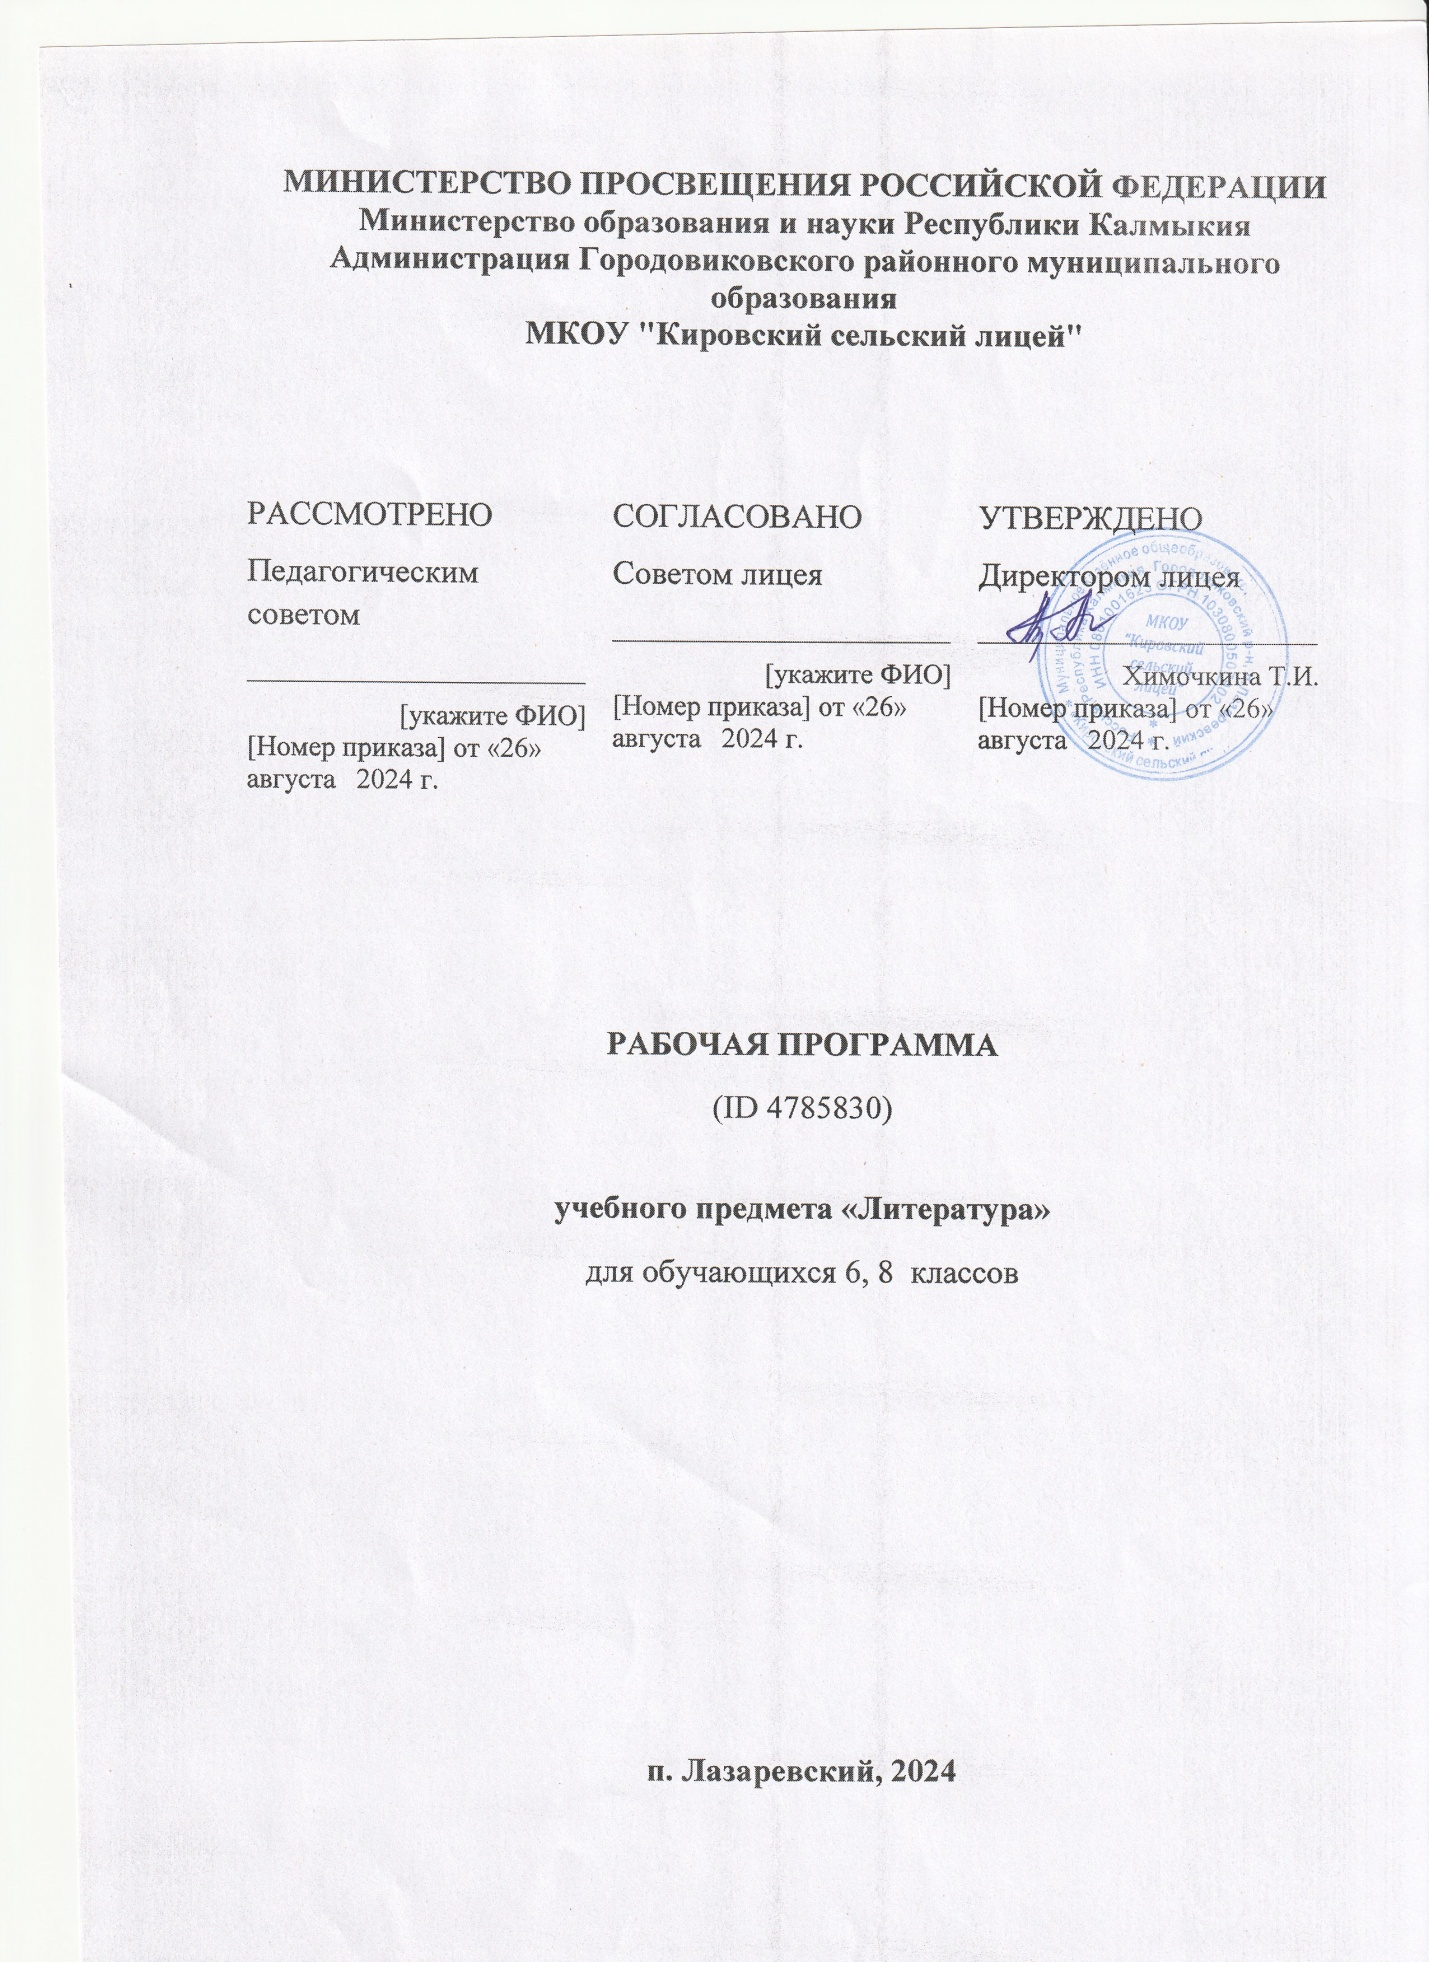 МИНИСТЕРСТВО ПРОСВЕЩЕНИЯ РОССИЙСКОЙ ФЕДЕРАЦИИ
Министерство образования и науки Республики Калмыкия
Администрация Городовиковского районного муниципального
образования
МКОУ "Кировский сельский лицей"
РАССМОТРЕНО
Педагогическим
советом
[укажите ФИО]
[Номер приказа] от «26»
августа 2024 г.
СОГЛАСОВАНО
Советом лицея
[укажите ФИО]
[Номер приказа] от «26»
августа 2024 г.
УТВЕРЖДЕНО
Директором лицея
Химочкина Т.И.
[Номер приказа] от «26»
августа 2024 г.
МКОУ
"Кировский
сельский
лицей"
РАБОЧАЯ ПРОГРАММА
(ID 4785830)
учебного предмета «Литература»
для обучающихся 6, 8 классов
п. Лазаревский, 2024